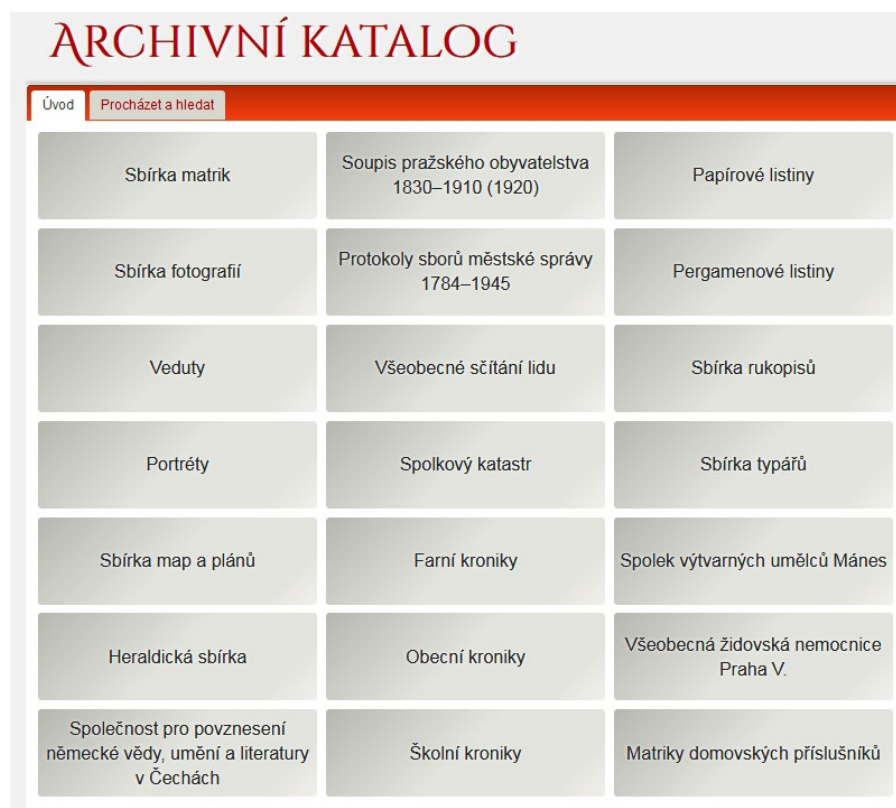 Archivní katalog
Úvod
Procházet a hledat
Sbírka matrik
Soupis pražského obyvatelstva
1830–1910 (1920)
Papírové listiny
Sbírka fotografií
Protokoly sborů městské správy
1784–1945
Pergamenové listiny
Veduty
Všeobecné sčítání lidu
Sbírka rukopisů
Portréty
Spolkový katastr
Sbírka typářů
Sbírka map a plánů
Farní kroniky
Spolek výtvarných umělců Mánes
Heraldická sbírka
Obecní kroniky
Všeobecná židovská nemocnice
Praha V.
Společnost pro povznesení
německé vědy, umění a literatury
v Čechách
Školní kroniky
Matriky domovských příslušníků